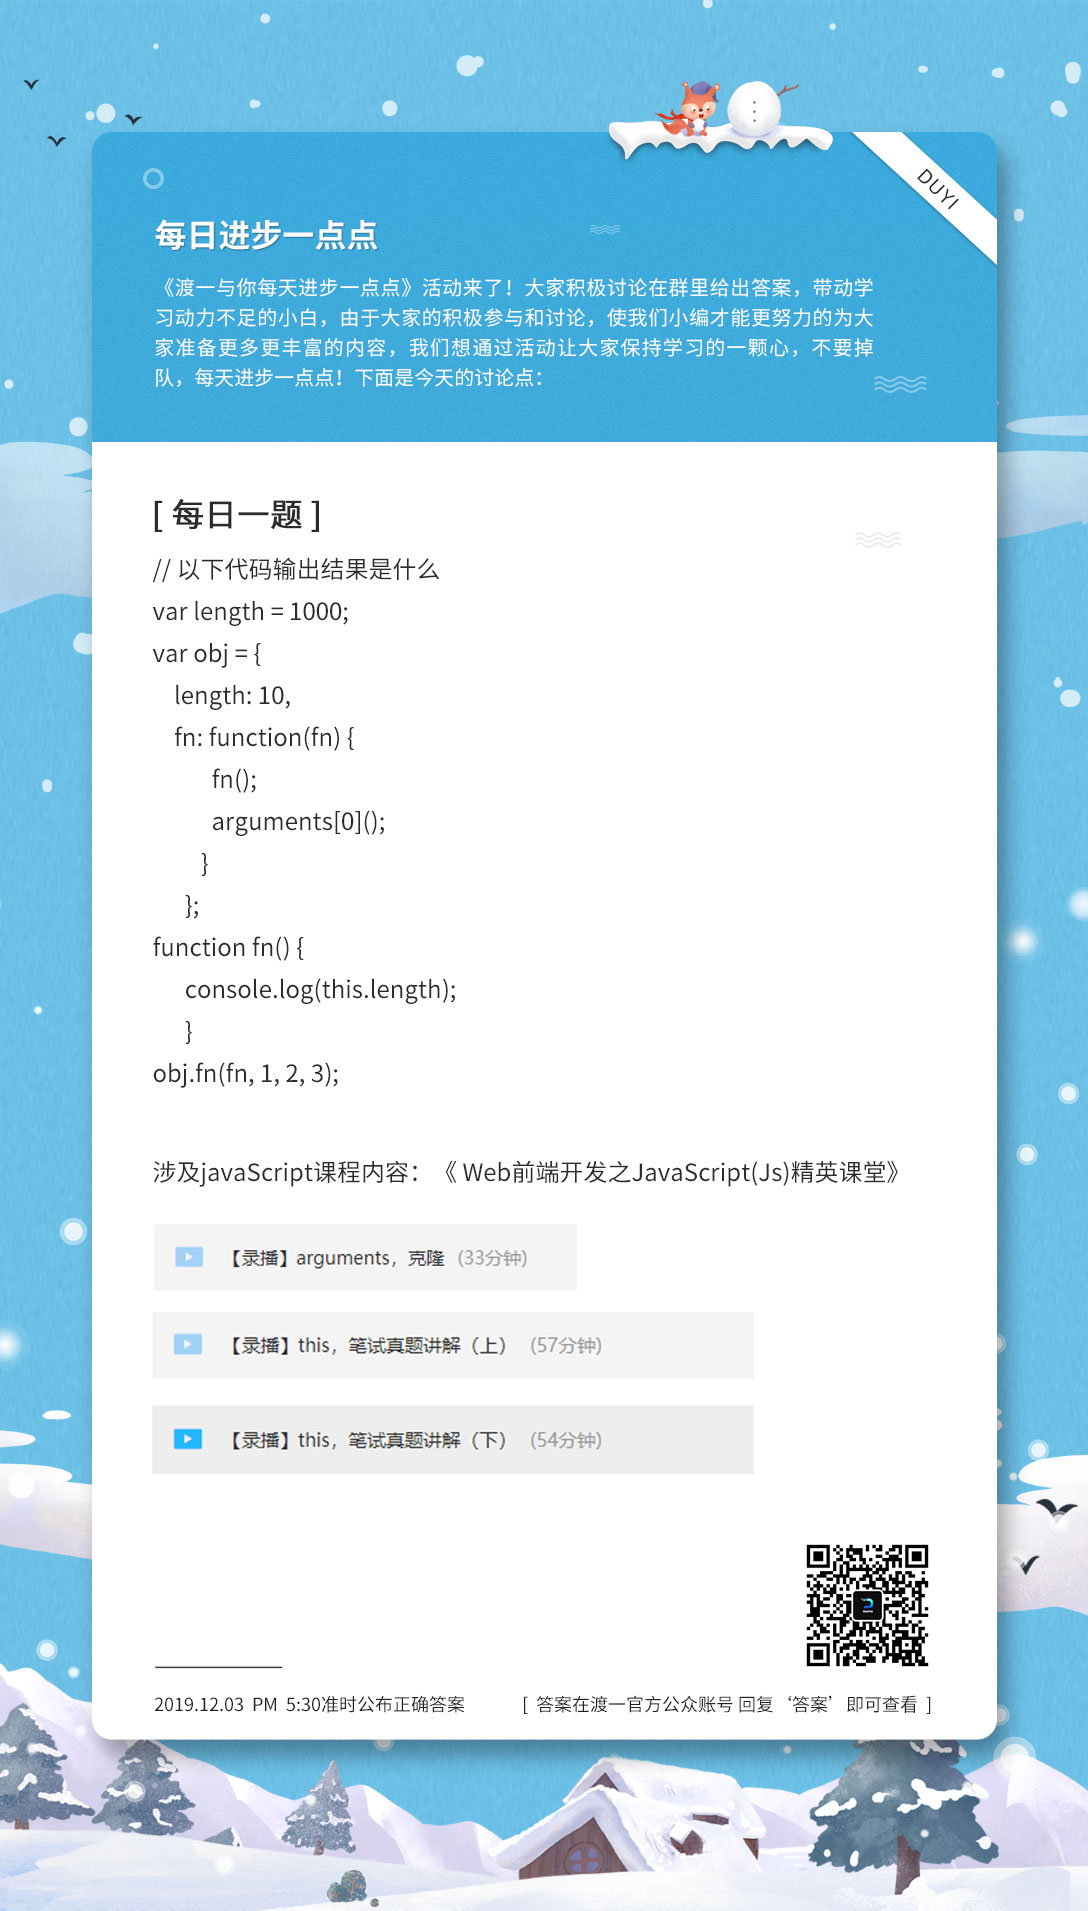 DUYI
每日进步一点点
《渡一与你每天进步一点点》活动来了！大家积极讨论在群里给出答案，带动学
习动力不足的小白，由于大家的积极参与和讨论，使我们小编才能更努力的为大
家准备更多更丰富的内容，我们想通过活动让大家保持学习的一颗心，不要掉
队，每天进步一点点！下面是今天的讨论点：
[ 每日一题 ]
// 以下代码输出结果是什么
var length = 1000;
var obj = {
length: 10,
fn: function(fn) {
fn();
arguments[0]();
}
};
function fn() {
console.log(this.length);
}
obj.fn(fn, 1, 2, 3);
涉及javaScript课程内容：《 Web前端开发之JavaScript(Js)精英课堂》
【录播】arguments，克隆 (33分钟)
【录播】this，笔试真题讲解（上） (57分钟)
【录播】this，笔试真题讲解（下） (54分钟)
2019.12.03 PM 5:30准时公布正确答案
[ 答案在渡一官方公众账号 回复‘答案’即可查看 ]